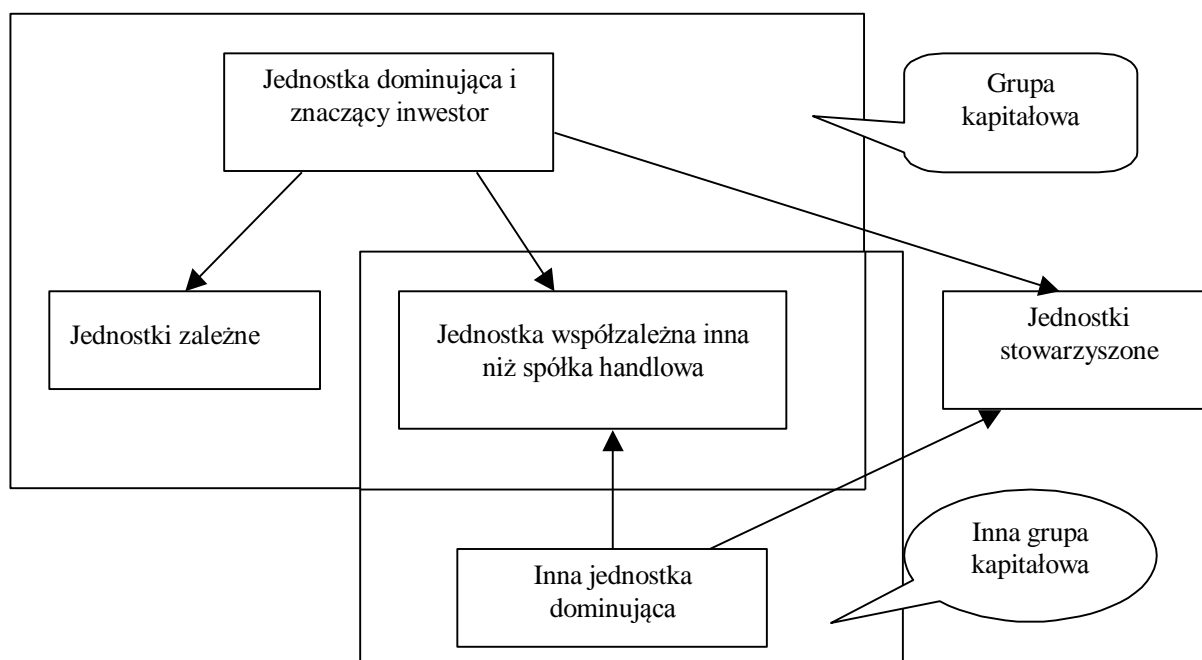 Jednostka dominująca i
znaczący inwestor
Grupa
kapitałowa
Jednostki zależne
Jednostka współzależna inna
niż spółka handlowa
Jednostki
stowarzyszone
Inna jednostka
dominująca
Inna grupa
kapitałowa